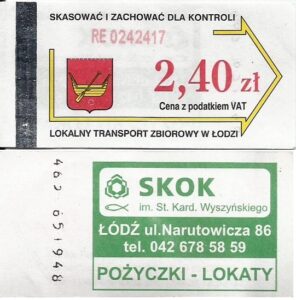 SKASOWAĆ I ZACHOWAĆ DLA KONTROLI
RE 0242417
2,40 zł
Cena z podatkiem VAT
LOKALNY TRANSPORT ZBIOROWY W ŁODZI
SKOK
im. St. Kard. Wyszyńskiego
ŁÓDŹ ul.Narutowicza 86
tel. 042 678 58 59
POŻYCZKI - LOKATY